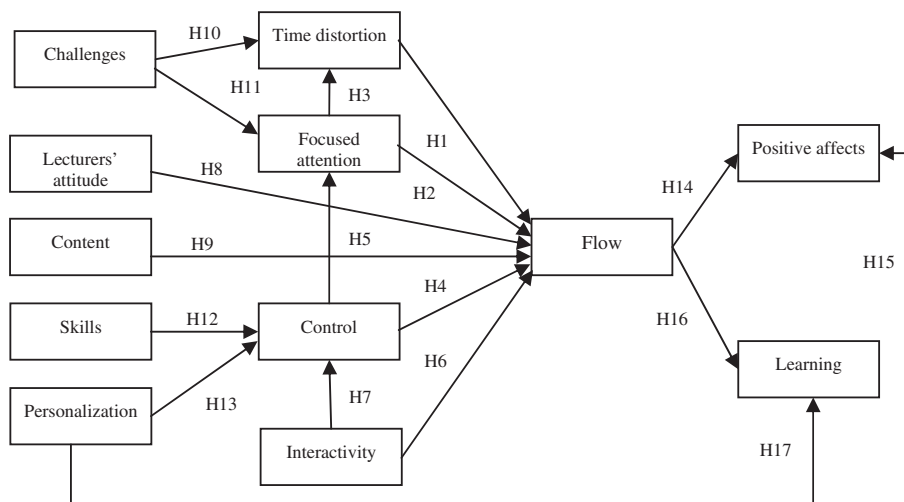 H10
Time distortion
Challenges
H11
H3
Focused
attention
H1
Positive affects
Lecturers'
attitude
H8
H2
H14
Content
H9
H5
Flow
H15
H4
Skills
H12
Control
H16
H6
Learning
Personalization
H13
H7
Interactivity
H17